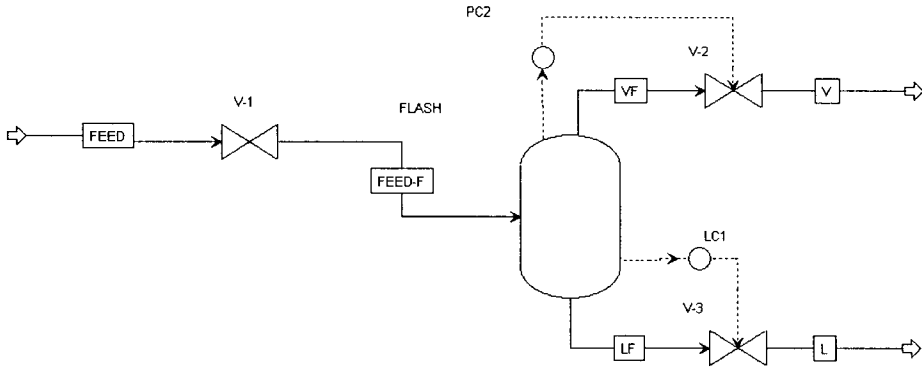 PC2
V-2
VF
V
V-1
FLASH
FEED
FEED-F
LC1
V-3
LF
L